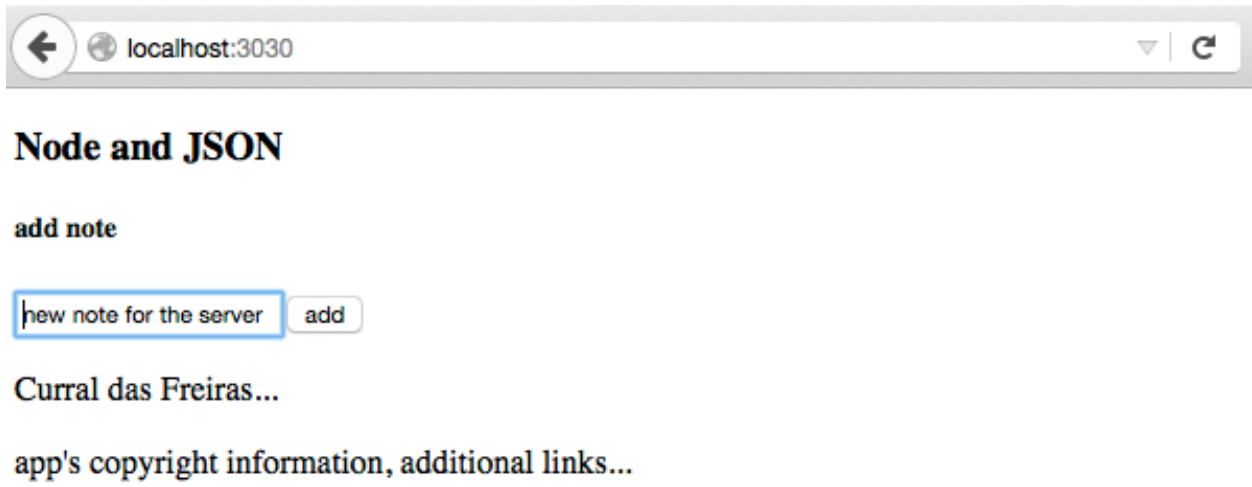 localhost:3030
Node and JSON
add note
new note for the server add
Curral das Freiras...
app's copyright information, additional links...